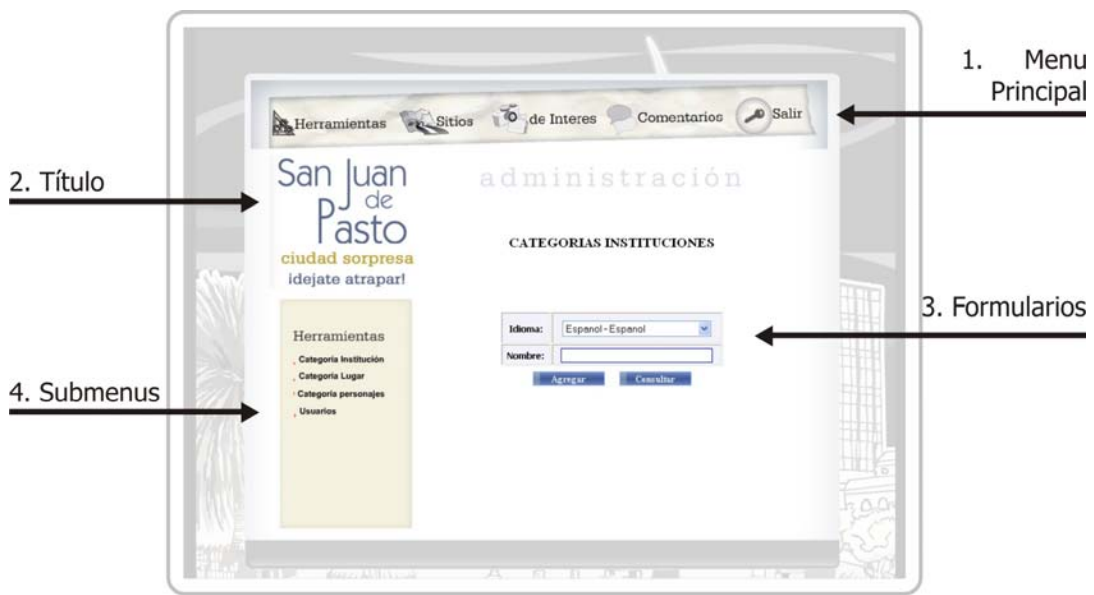 1. Menu
Principal
Herramientas Sitios de Interes Comentarios Salir
2. Título
San Juan
de
Pasto
ciudad sorpresa
¡dejate atrapar!
administración
CATEGORIAS INSTITUCIONES
3. Formularios
Idioma: Espanol-Espanol
Nombre:
Agregar Consultar
4. Submenus
Herramientas
Categoria Institución
Categoria Lugar
Categoria personajes
Usuarios